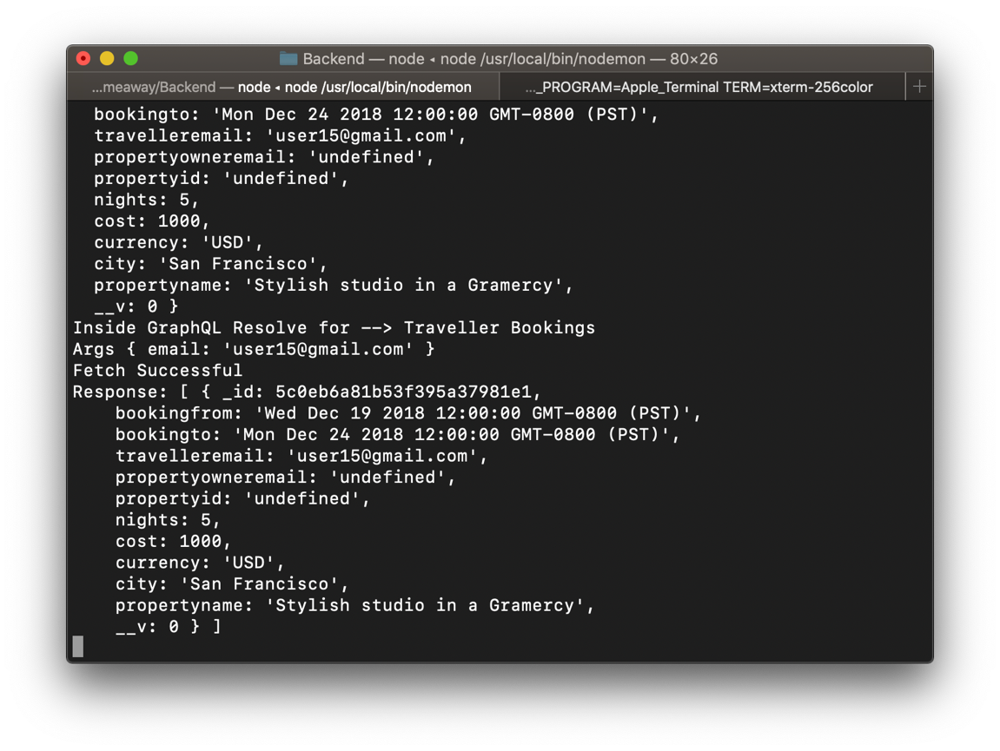 Backend — node ◂ node /usr/local/bin/nodemon — 80×26
...meaway/Backend — node ◂ node /usr/local/bin/nodemon
..._PROGRAM=Apple_Terminal TERM=xterm-256color
+
bookingto: 'Mon Dec 24 2018 12:00:00 GMT-0800 (PST)',
travelleremail: 'user15@gmail.com',
propertyowneremail: 'undefined',
propertyid: 'undefined',
nights: 5,
cost: 1000,
currency: 'USD',
city: 'San Francisco',
propertyname: 'Stylish studio in a Gramercy',
__v: 0 }
Inside GraphQL Resolve for --> Traveller Bookings
Args { email: 'user15@gmail.com' }
Fetch Successful
Response: [ { _id: 5c0eb6a81b53f395a37981e1,
bookingfrom: 'Wed Dec 19 2018 12:00:00 GMT-0800 (PST)',
bookingto: 'Mon Dec 24 2018 12:00:00 GMT-0800 (PST)',
travelleremail: 'user15@gmail.com',
propertyowneremail: 'undefined',
propertyid: 'undefined',
nights: 5,
cost: 1000,
currency: 'USD',
city: 'San Francisco',
propertyname: 'Stylish studio in a Gramercy',
__v: 0 } ]